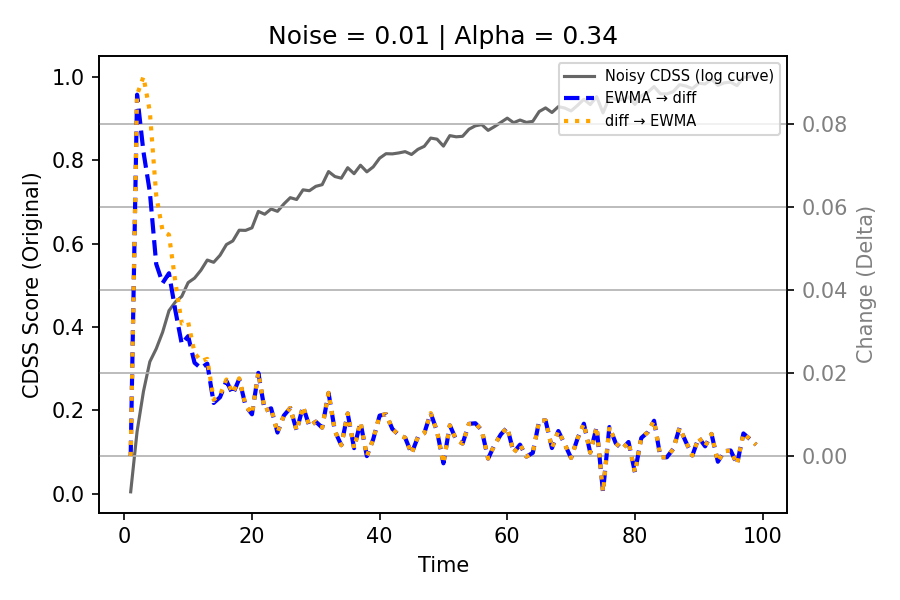 Noise = 0.01 | Alpha = 0.34
Noisy CDSS (log curve)
EWMA → diff
diff → EWMA
CDSS Score (Original)
1.0
0.8
0.6
0.4
0.2
0.0
0.08
0.06
0.04
0.02
0.00
Change (Delta)
0 20 40 60 80 100
Time